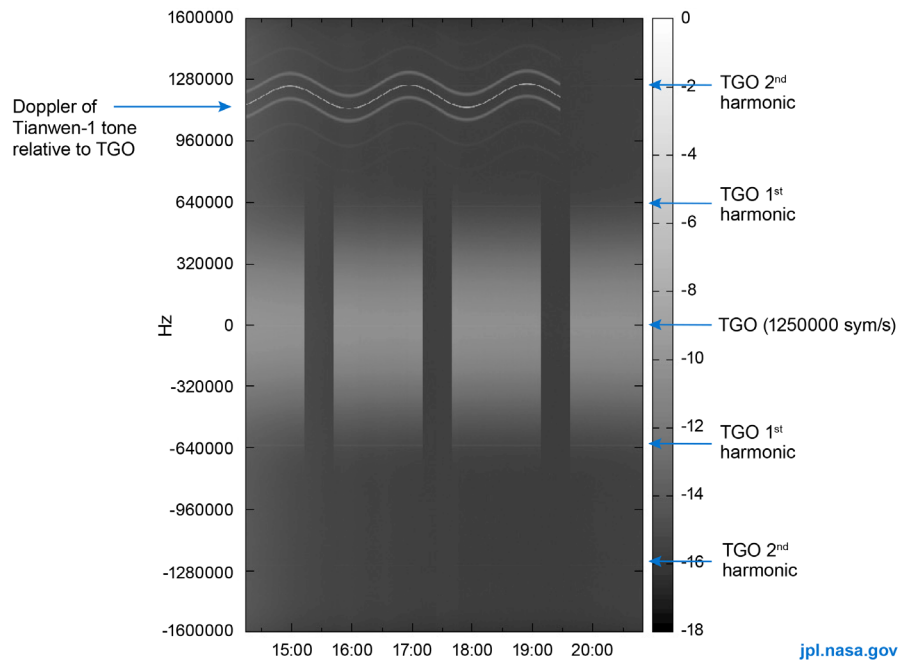 1600000
1280000
960000
640000
320000
0
-320000
-640000
-960000
-1280000
-1600000
Hz
15:00
16:00
17:00
18:00
19:00
20:00
0
-2
-4
-6
-8
-10
-12
-14
-16
-18
Doppler of
Tianwen-1 tone
relative to TGO
TGO 2nd
harmonic
TGO 1st
harmonic
TGO (1250000 sym/s)
TGO 1st
harmonic
TGO 2nd
harmonic
jpl.nasa.gov